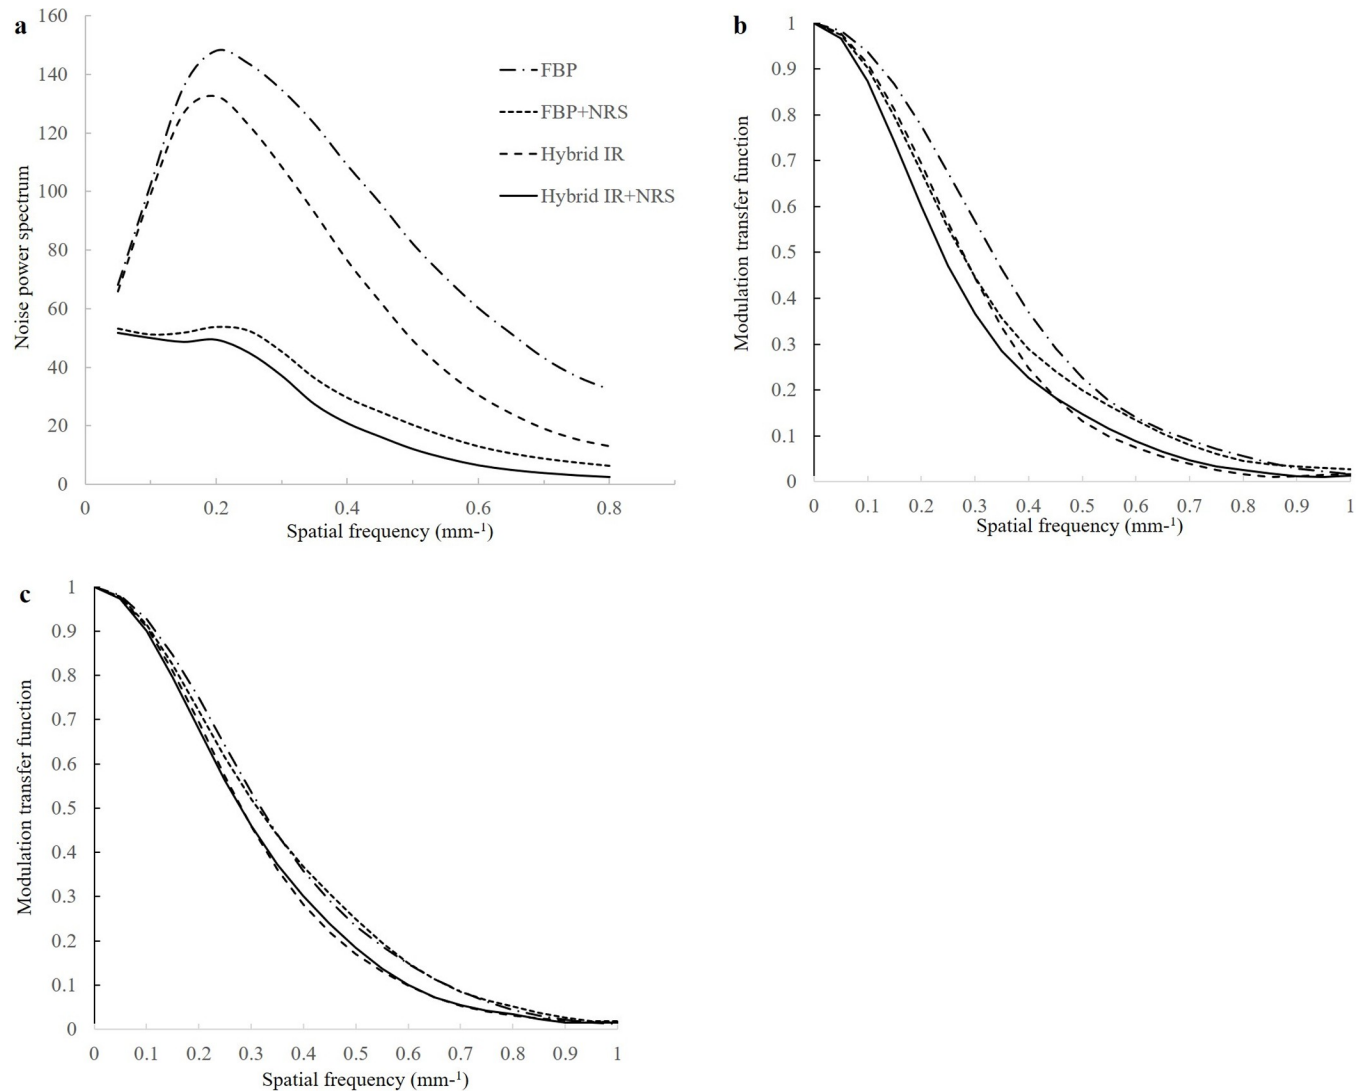 a
160
140
120
100
80
60
40
20
0
Noise power spectrum
0
0.2
0.4
0.6
0.8
Spatial frequency (mm-¹)
FBP
FBP+NRS
Hybrid IR
Hybrid IR+NRS
b
1
0.9
0.8
0.7
0.6
0.5
0.4
0.3
0.2
0.1
0
Modulation transfer function
0 0.1 0.2 0.3 0.4 0.5 0.6 0.7 0.8 0.9 1
Spatial frequency (mm-¹)
c
1
0.9
0.8
0.7
0.6
0.5
0.4
0.3
0.2
0.1
0
Modulation transfer function
0 0.1 0.2 0.3 0.4 0.5 0.6 0.7 0.8 0.9 1
Spatial frequency (mm-¹)